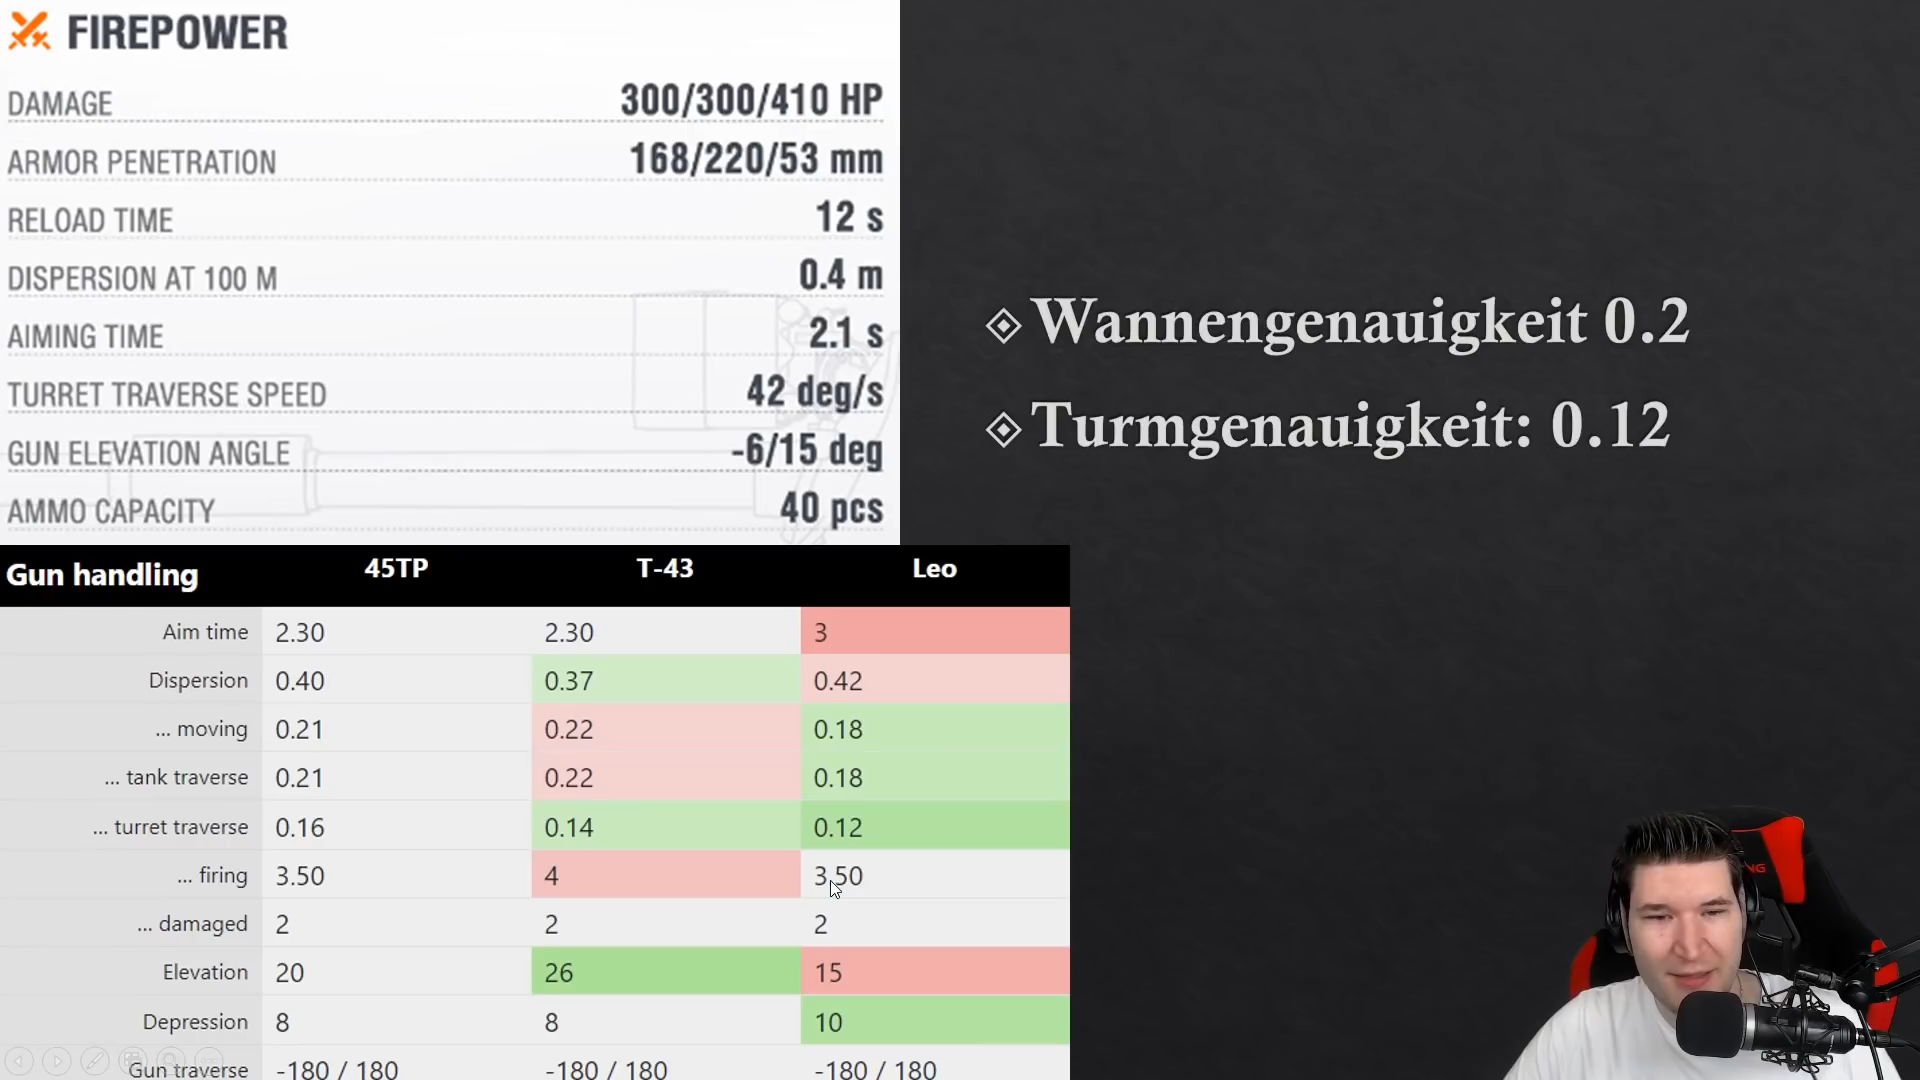 FIREPOWER
DAMAGE 300/300/410 HP
ARMOR PENETRATION 168/220/53 mm
RELOAD TIME 12 s
DISPERSION AT 100 M 0.4 m
AIMING TIME 2.1 s
TURRET TRAVERSE SPEED 42 deg/s
GUN ELEVATION ANGLE -6/15 deg
AMMO CAPACITY 40 pcs
Wannengenauigkeit 0.2
Turmgenauigkeit: 0.12
Gun handling 45TP T-43 Leo
Aim time 2.30 2.30 3
Dispersion 0.40 0.37 0.42
... moving 0.21 0.22 0.18
... tank traverse 0.21 0.22 0.18
... turret traverse 0.16 0.14 0.12
... firing 3.50 4 3.50
... damaged 2 2 2
Elevation 20 26 15
Depression 8 8 10
Gun traverse -180 / 180 -180 / 180 -180 / 180